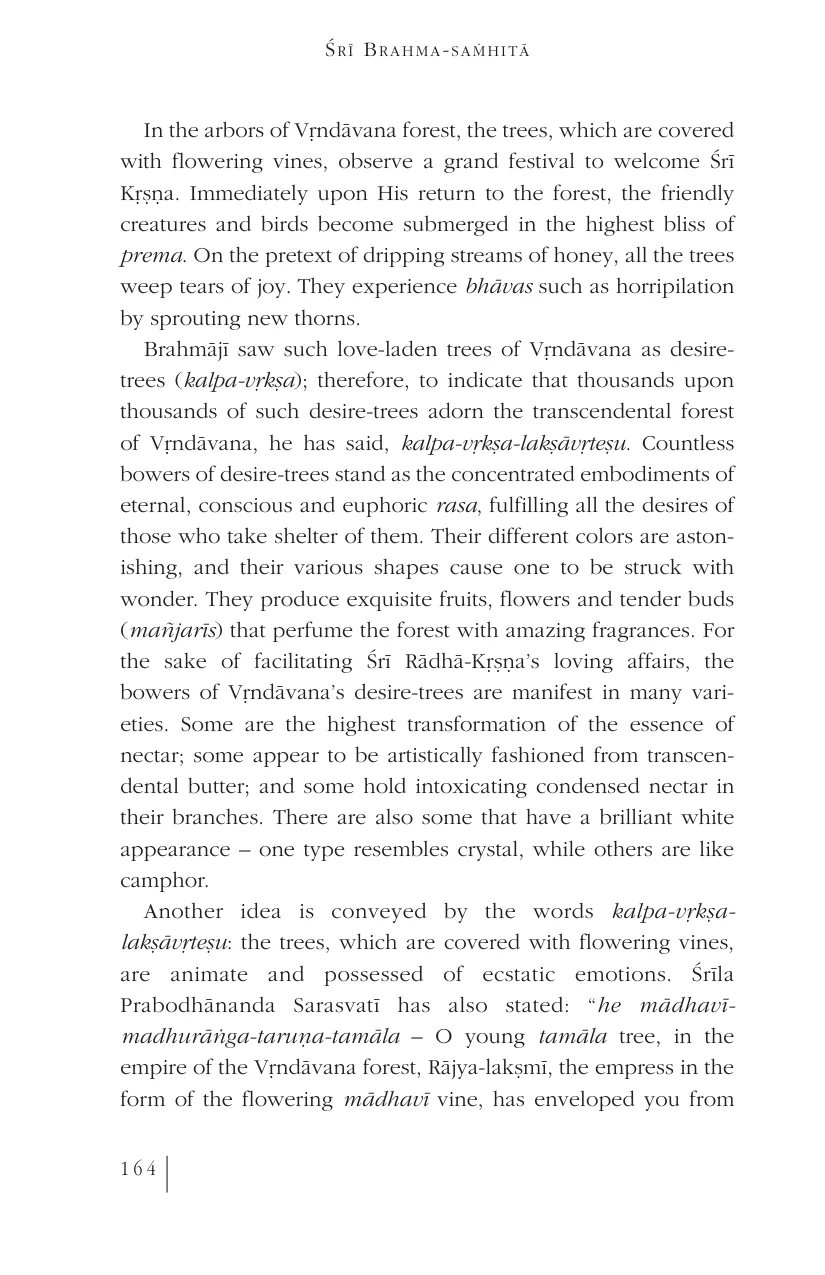 Śrī Brahma-saṁhitā
In the arbors of Vṛndāvana forest, the trees, which are covered
with flowering vines, observe a grand festival to welcome Śrī
Kṛṣṇa. Immediately upon His return to the forest, the friendly
creatures and birds become submerged in the highest bliss of
prema. On the pretext of dripping streams of honey, all the trees
weep tears of joy. They experience bhāvas such as horripilation
by sprouting new thorns.
Brahmājī saw such love-laden trees of Vṛndāvana as desire-
trees (kalpa-vṛkṣa); therefore, to indicate that thousands upon
thousands of such desire-trees adorn the transcendental forest
of Vṛndāvana, he has said, kalpa-vṛkṣa-lakṣāvṛteṣu. Countless
bowers of desire-trees stand as the concentrated embodiments of
eternal, conscious and euphoric rasa, fulfilling all the desires of
those who take shelter of them. Their different colors are aston-
ishing, and their various shapes cause one to be struck with
wonder. They produce exquisite fruits, flowers and tender buds
(mañjarīs) that perfume the forest with amazing fragrances. For
the sake of facilitating Śrī Rādhā-Kṛṣṇa’s loving affairs, the
bowers of Vṛndāvana’s desire-trees are manifest in many vari-
eties. Some are the highest transformation of the essence of
nectar; some appear to be artistically fashioned from transcen-
dental butter; and some hold intoxicating condensed nectar in
their branches. There are also some that have a brilliant white
appearance – one type resembles crystal, while others are like
camphor.
Another idea is conveyed by the words kalpa-vṛkṣa-
lakṣāvṛteṣu: the trees, which are covered with flowering vines,
are animate and possessed of ecstatic emotions. Śrīla
Prabodhānanda Sarasvatī has also stated: “he mādhavī-
madhurāṅga-taruṇa-tamāla – O young tamāla tree, in the
empire of the Vṛndāvana forest, Rājya-lakṣmī, the empress in the
form of the flowering mādhavī vine, has enveloped you from
164